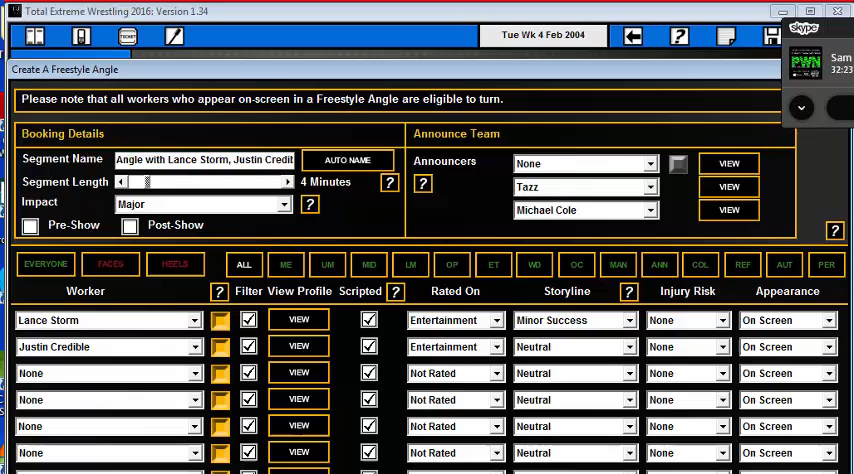 Total Extreme Wrestling 2016: Version 1.34
TICKET
Tue Wk 4 Feb 2004
?
skype
Create A Freestyle Angle
PWN
Sam
32:23
Please note that all workers who appear on-screen in a Freestyle Angle are eligible to turn.
Booking Details
Announce Team
Segment Name Angle with Lance Storm, Justin Credib AUTO NAME
Announcers None VIEW
Segment Length 4 Minutes ?
? Tazz VIEW
Impact Major ?
Michael Cole VIEW
Pre-Show Post-Show
?
EVERYONE FACES HEELS ALL ME UM MID LM OP ET WD OC MAN ANN COL REF AUT PER
Worker ? Filter View Profile Scripted ? Rated On Storyline ? Injury Risk Appearance
Lance Storm VIEW Entertainment Minor Success None On Screen
Justin Credible VIEW Entertainment Neutral None On Screen
None VIEW Not Rated Neutral None On Screen
None VIEW Not Rated Neutral None On Screen
None VIEW Not Rated Neutral None On Screen
None VIEW Not Rated Neutral None On Screen